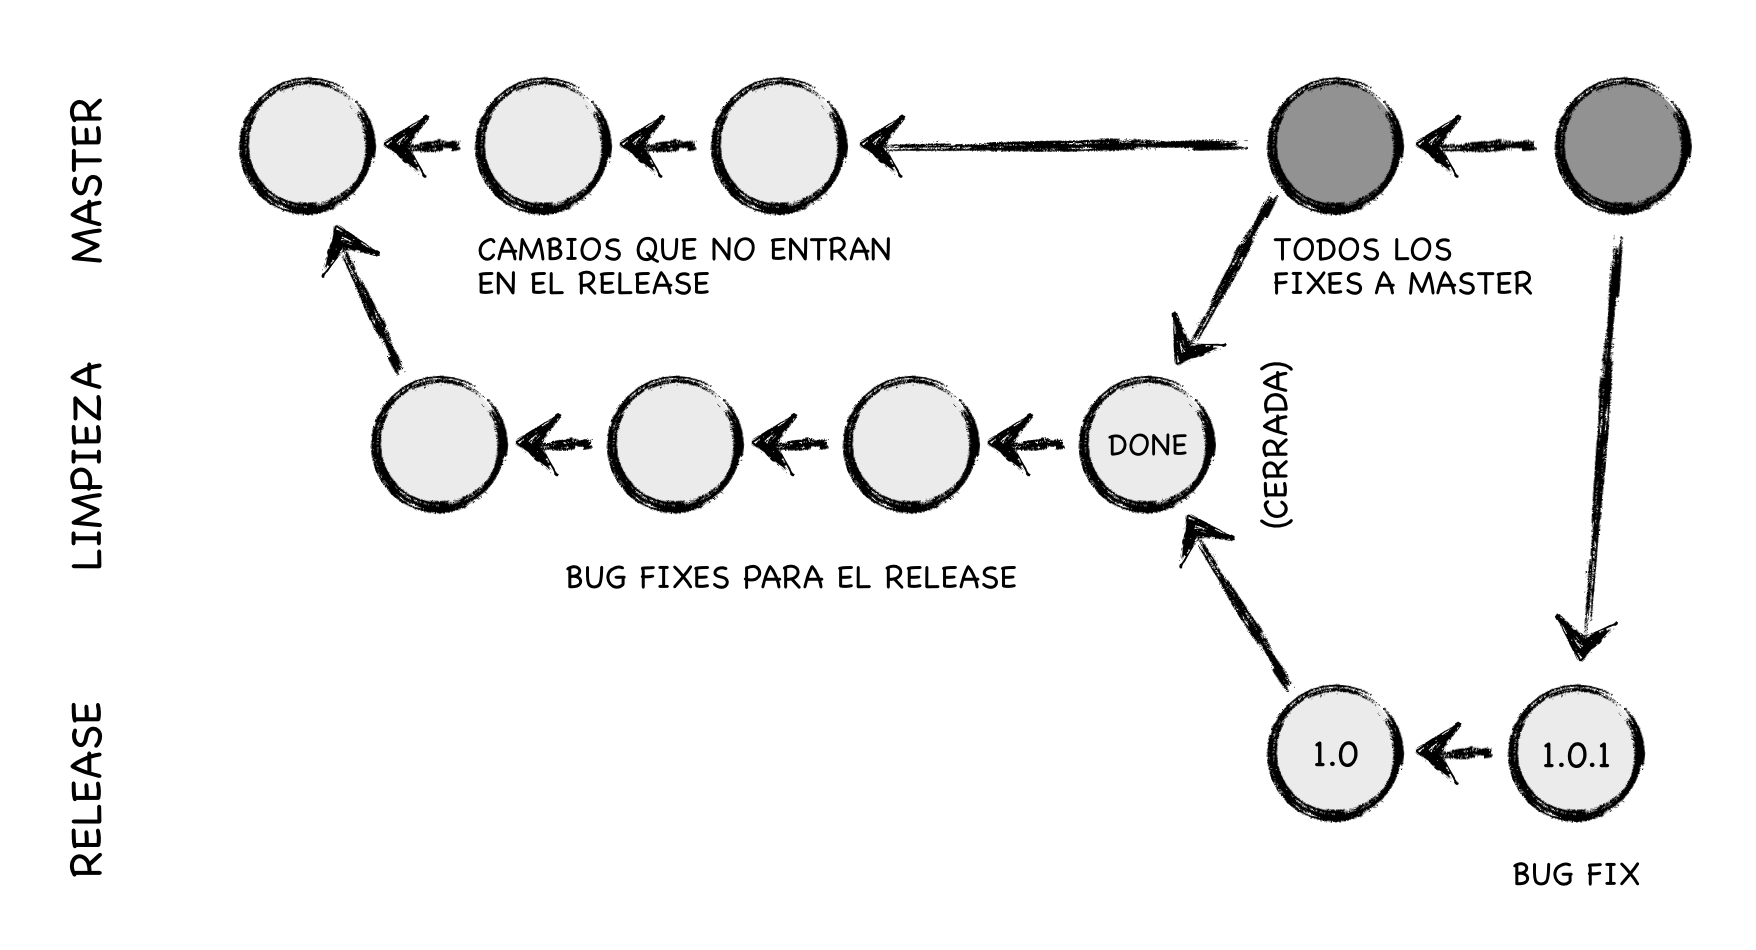 MASTER
CAMBIOS QUE NO ENTRAN
EN EL RELEASE
TODOS LOS
FIXES A MASTER
LIMPIEZA
DONE
(CERRADA)
BUG FIXES PARA EL RELEASE
RELEASE
1.0
1.0.1
BUG FIX